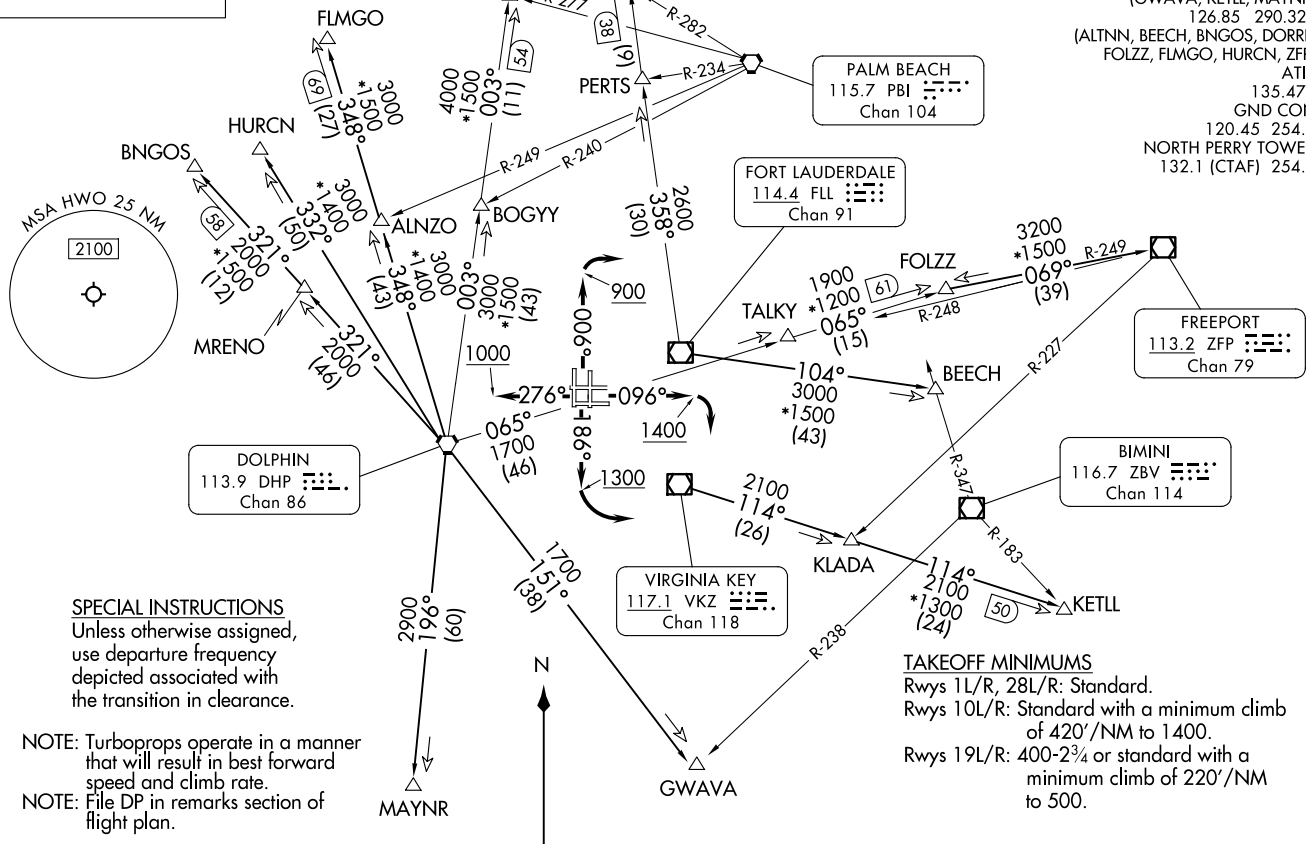 (GWAVA, KETLL, MAYN
126.85 290.32
(ALTNN, BEECH, BNGOS, DORR
FOLZZ, FLMGO, HURCN, ZF
135.47
120.45 254.
NORTH PERRY TOWE
132.1 (CTAF) 254.
FLMGO
R-277
38
(9)
R-282
54
4000
*1500
003°
(11)
PERTS
R-234
PALM BEACH
115.7 PBI
Chan 104
69
(27)
348°
3000
*1500
HURCN
BNGOS
R-249
R-240
MSA HWO 25 NM
2100
58
321°
2000
*1500
(12)
3000
*1400
332°
(50)
ALNZO
BOGYY
2600
358°
(30)
FORT LAUDERDALE
114.4 FLL
Chan 91
3000
*1400
348°
(43)
003°
3000
*1500
(43)
900
006°
MRENO
321°
2000
(46)
1000
276°
096°
1400
186°
1300
TALKY
1900
*1200
61
065°
(15)
FOLZZ
3200
*1500
069°
(39)
R-249
R-248
FREEPORT
113.2 ZFP
Chan 79
R-227
104°
3000
*1500
(43)
BEECH
065°
1700
(46)
DOLPHIN
113.9 DHP
Chan 86
R-347
BIMINI
116.7 ZBV
Chan 114
2100
114°
(26)
KLADA
VIRGINIA KEY
117.1 VKZ
Chan 118
R-183
114°
2100
*1300
(24)
50
KETLL
R-238
1700
151°
(38)
2900
196°
(60)
MAYNR
GWAVA
N
SPECIAL INSTRUCTIONS
Unless otherwise assigned,
use departure frequency
depicted associated with
the transition in clearance.
NOTE: Turboprops operate in a manner
that will result in best forward
speed and climb rate.
NOTE: File DP in remarks section of
flight plan.
TAKEOFF MINIMUMS
Rwys 1L/R, 28L/R: Standard.
Rwys 10L/R: Standard with a minimum climb
of 420'/NM to 1400.
Rwys 19L/R: 400-2¾ or standard with a
minimum climb of 220'/NM
to 500.